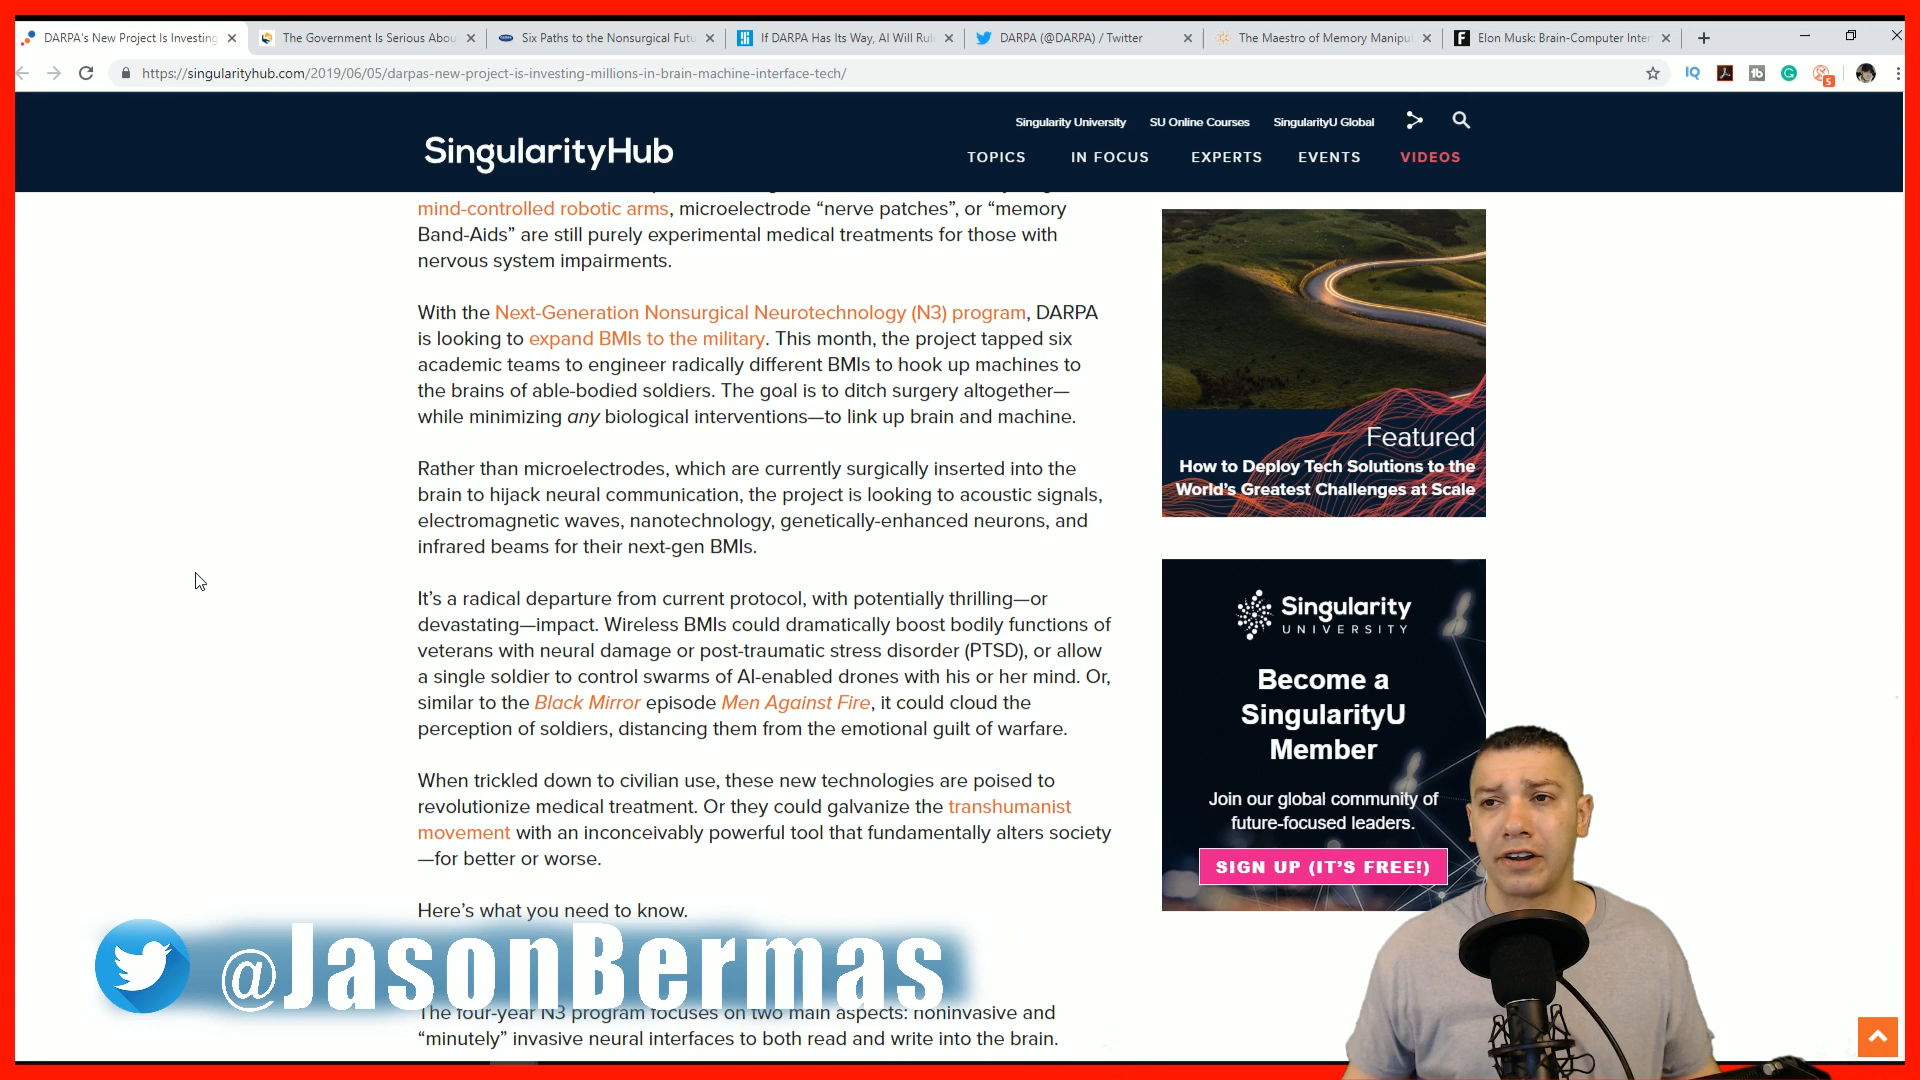 DARPA's New Project Is Investing
The Government Is Serious Abou
Six Paths to the Nonsurgical Futu
If DARPA Has Its Way, AI Will Rul
DARPA (@DARPA) / Twitter
The Maestro of Memory Manipul
Elon Musk: Brain-Computer Inter
https://singularityhub.com/2019/06/05/darpas-new-project-is-investing-millions-in-brain-machine-interface-tech/
IQ
tb
5
Singularity University
SU Online Courses
SingularityU Global
SingularityHub
TOPICS
IN FOCUS
EXPERTS
EVENTS
VIDEOS
mind-controlled robotic arms, microelectrode “nerve patches”, or “memory
Band-Aids” are still purely experimental medical treatments for those with
nervous system impairments.
With the Next-Generation Nonsurgical Neurotechnology (N3) program, DARPA
is looking to expand BMIs to the military. This month, the project tapped six
academic teams to engineer radically different BMIs to hook up machines to
the brains of able-bodied soldiers. The goal is to ditch surgery altogether—
while minimizing any biological interventions—to link up brain and machine.
Rather than microelectrodes, which are currently surgically inserted into the
brain to hijack neural communication, the project is looking to acoustic signals,
electromagnetic waves, nanotechnology, genetically-enhanced neurons, and
infrared beams for their next-gen BMIs.
It’s a radical departure from current protocol, with potentially thrilling—or
devastating—impact. Wireless BMIs could dramatically boost bodily functions of
veterans with neural damage or post-traumatic stress disorder (PTSD), or allow
a single soldier to control swarms of AI-enabled drones with his or her mind. Or,
similar to the Black Mirror episode Men Against Fire, it could cloud the
perception of soldiers, distancing them from the emotional guilt of warfare.
When trickled down to civilian use, these new technologies are poised to
revolutionize medical treatment. Or they could galvanize the transhumanist
movement with an inconceivably powerful tool that fundamentally alters society
—for better or worse.
Here’s what you need to know.
@JasonBermas
The four-year N3 program focuses on two main aspects: noninvasive and
“minutely” invasive neural interfaces to both read and write into the brain.
Featured
How to Deploy Tech Solutions to the
World’s Greatest Challenges at Scale
Singularity
UNIVERSITY
Become a
SingularityU
Member
Join our global community of
future-focused leaders.
SIGN UP (IT’S FREE!)